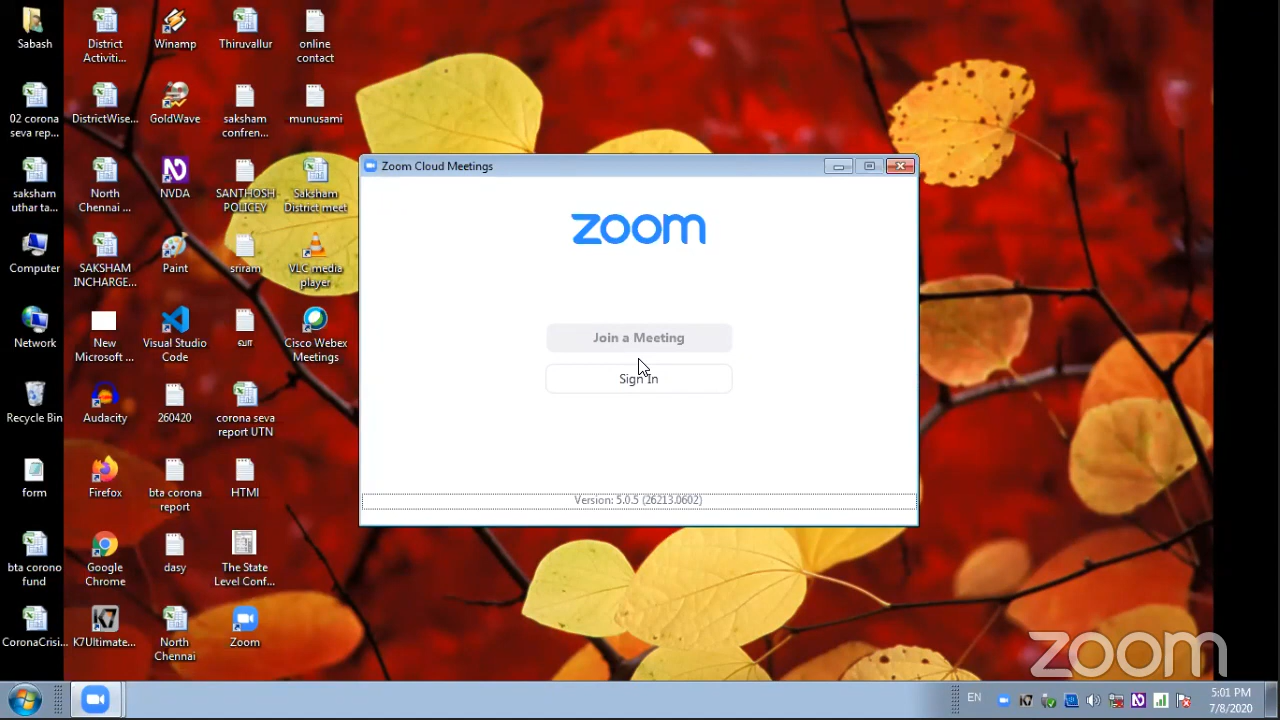 Sabash
District
Activiti...
Winamp
Thiruvallur
online
contact
02 corona
seva rep...
DistrictWise...
GoldWave
saksham
confren...
munusami
saksham
uthar ta...
North
Chennai ...
NVDA
SANTHOSH
POLICEY
Saksham
District meet
Computer
SAKSHAM
INCHARGE...
Paint
sriram
VLC media
player
Network
New
Microsoft ...
Visual Studio
Code
வா
Cisco Webex
Meetings
Recycle Bin
Audacity
260420
corona seva
report UTN
form
Firefox
bta corona
report
HTMl
bta corono
fund
Google
Chrome
dasy
The State
Level Conf...
CoronaCrisi...
K7Ultimate...
North
Chennai
Zoom
Zoom Cloud Meetings
zoom
Join a Meeting
Sign In
Version: 5.0.5 (26213.0602)
zoom
EN
5:01 PM
7/8/2020